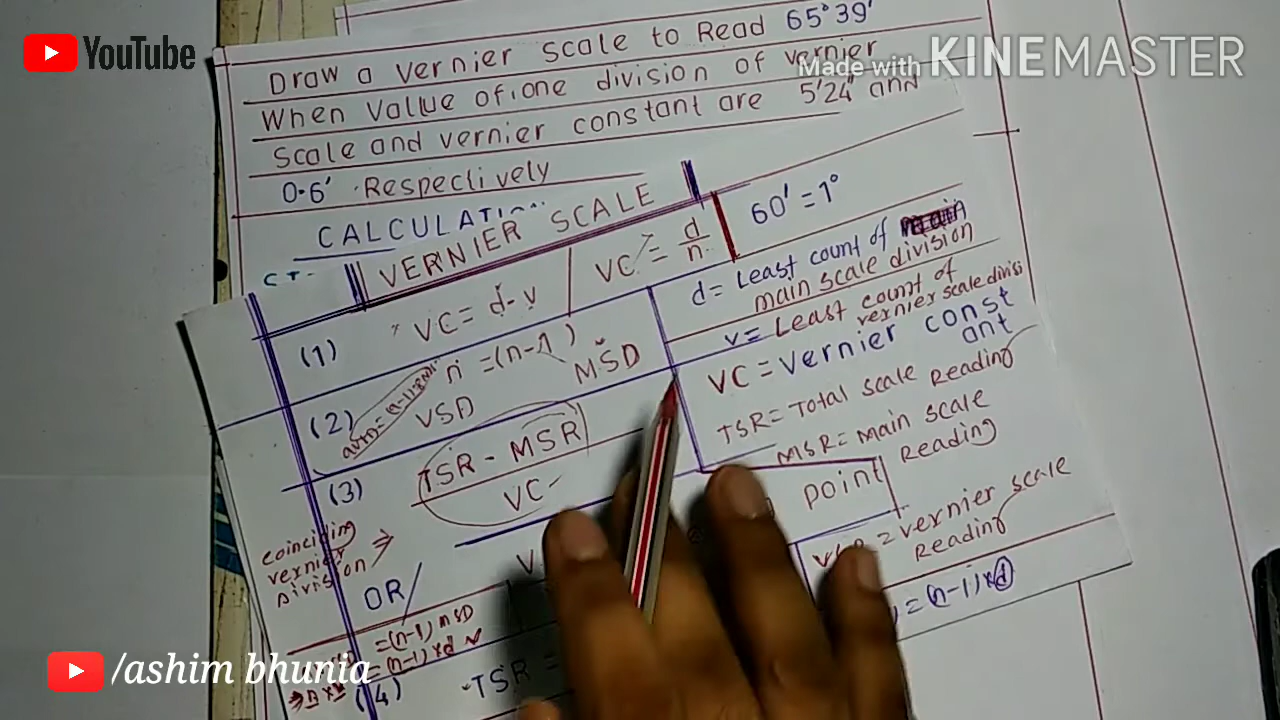 YouTube
Made with KINEMASTER
Draw a vernier scale to Read 65°39'
When value of one division of vernier
scale and vernier constant are 5'24" and
0.6' Respectively
CALCULATI
VERNIER SCALE
(1) VC = d-v
VC = d/n
60' = 1°
d = Least count of main
main scale division
v = Least count of
vernier scale divisi
(2) n = (n-1)
VSD MSD
VC = Vernier const
ant
TSR = Total scale Reading
MSR = Main scale
Reading
(3) TSR - MSR
VC
coinciding
vernier
Division ⇒
point
= vernier scale
Reading
OR/
= (n-1) MSD
= (n-1) × d
= (n-1) × d
(4) TSR =
/ashim bhunia